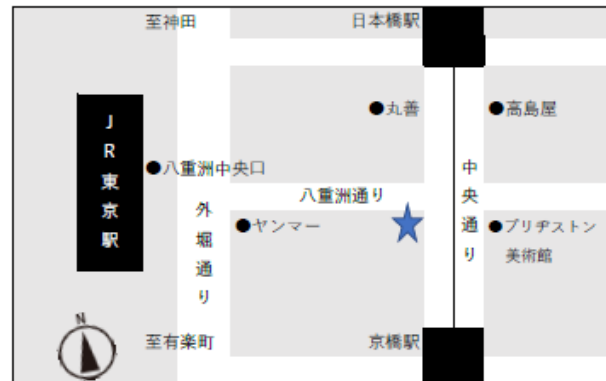 至神田
日本橋駅
●丸善
●高島屋
JR東京駅
●八重洲中央口
八重洲通り
中央通り
外堀通り
●ヤンマー
●ブリヂストン
美術館
N
至有楽町
京橋駅